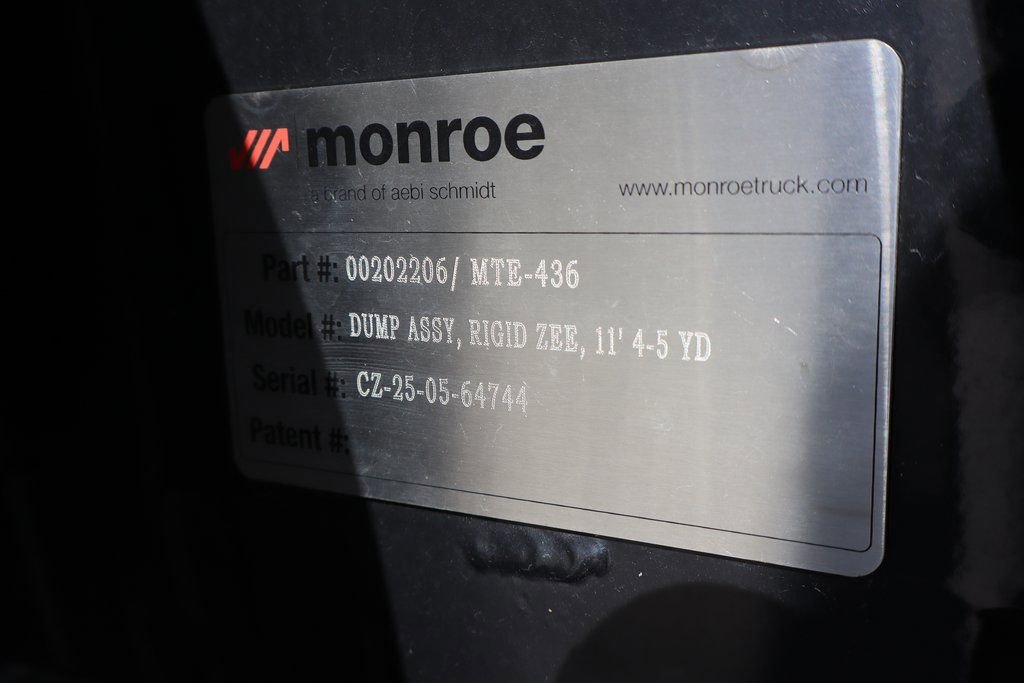 monroe
a brand of aebi schmidt
www.monroetruck.com
Part #: 00202206/ MTE-436
Model #: DUMP ASSY, RIGID ZEE, 11' 4-5 YD
Serial #: CZ-25-05-64744
Patent #: